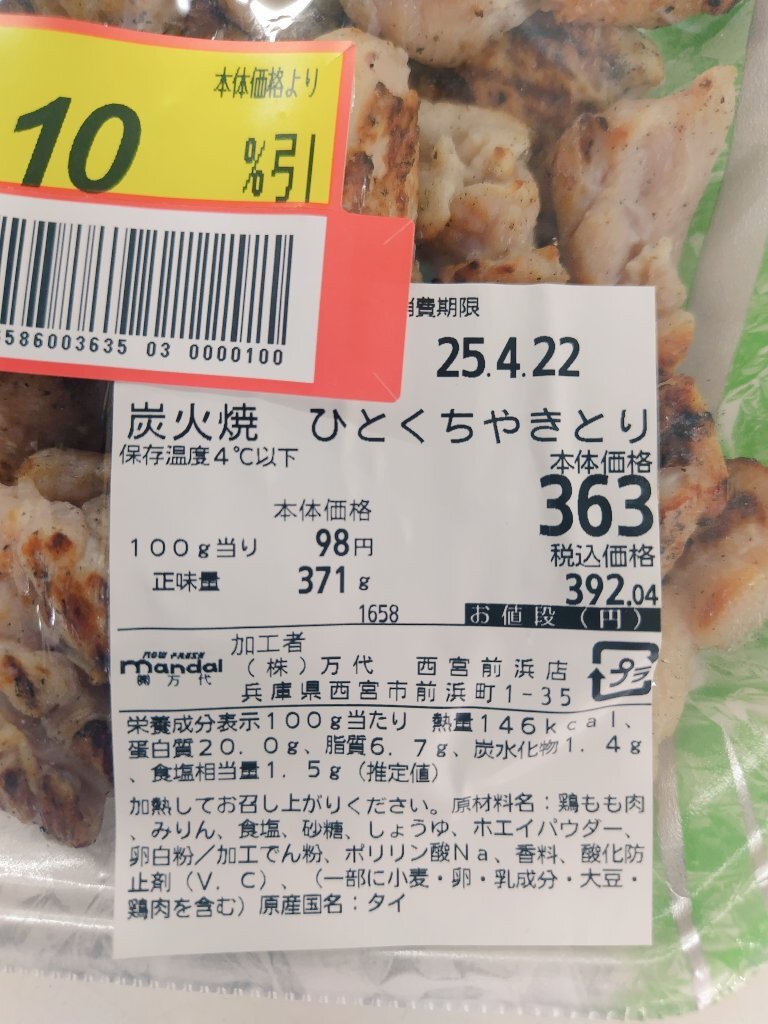 本体価格より
10
%引
586003635 03 0000100
消費期限
25.4.22
炭火焼 ひとくちやきとり
保存温度4℃以下
本体価格
363
本体価格
100g当り 98円
税込価格
正味量 371g
392.04
1658 お値段(円)
加工者
now FRESH
mandai
㈱万代
(株)万代 西宮前浜店
兵庫県西宮市前浜町1-35
プラ
栄養成分表示100g当たり 熱量146kcal、
蛋白質20.0g、脂質6.7g、炭水化物1.4g
、食塩相当量1.5g(推定値)
加熱してお召し上がりください。原材料名:鶏もも肉
、みりん、食塩、砂糖、しょうゆ、ホエイパウダー、
卵白粉/加工でん粉、ポリリン酸Na、香料、酸化防
止剤(V.C)、(一部に小麦・卵・乳成分・大豆・
鶏肉を含む)原産国名:タイ